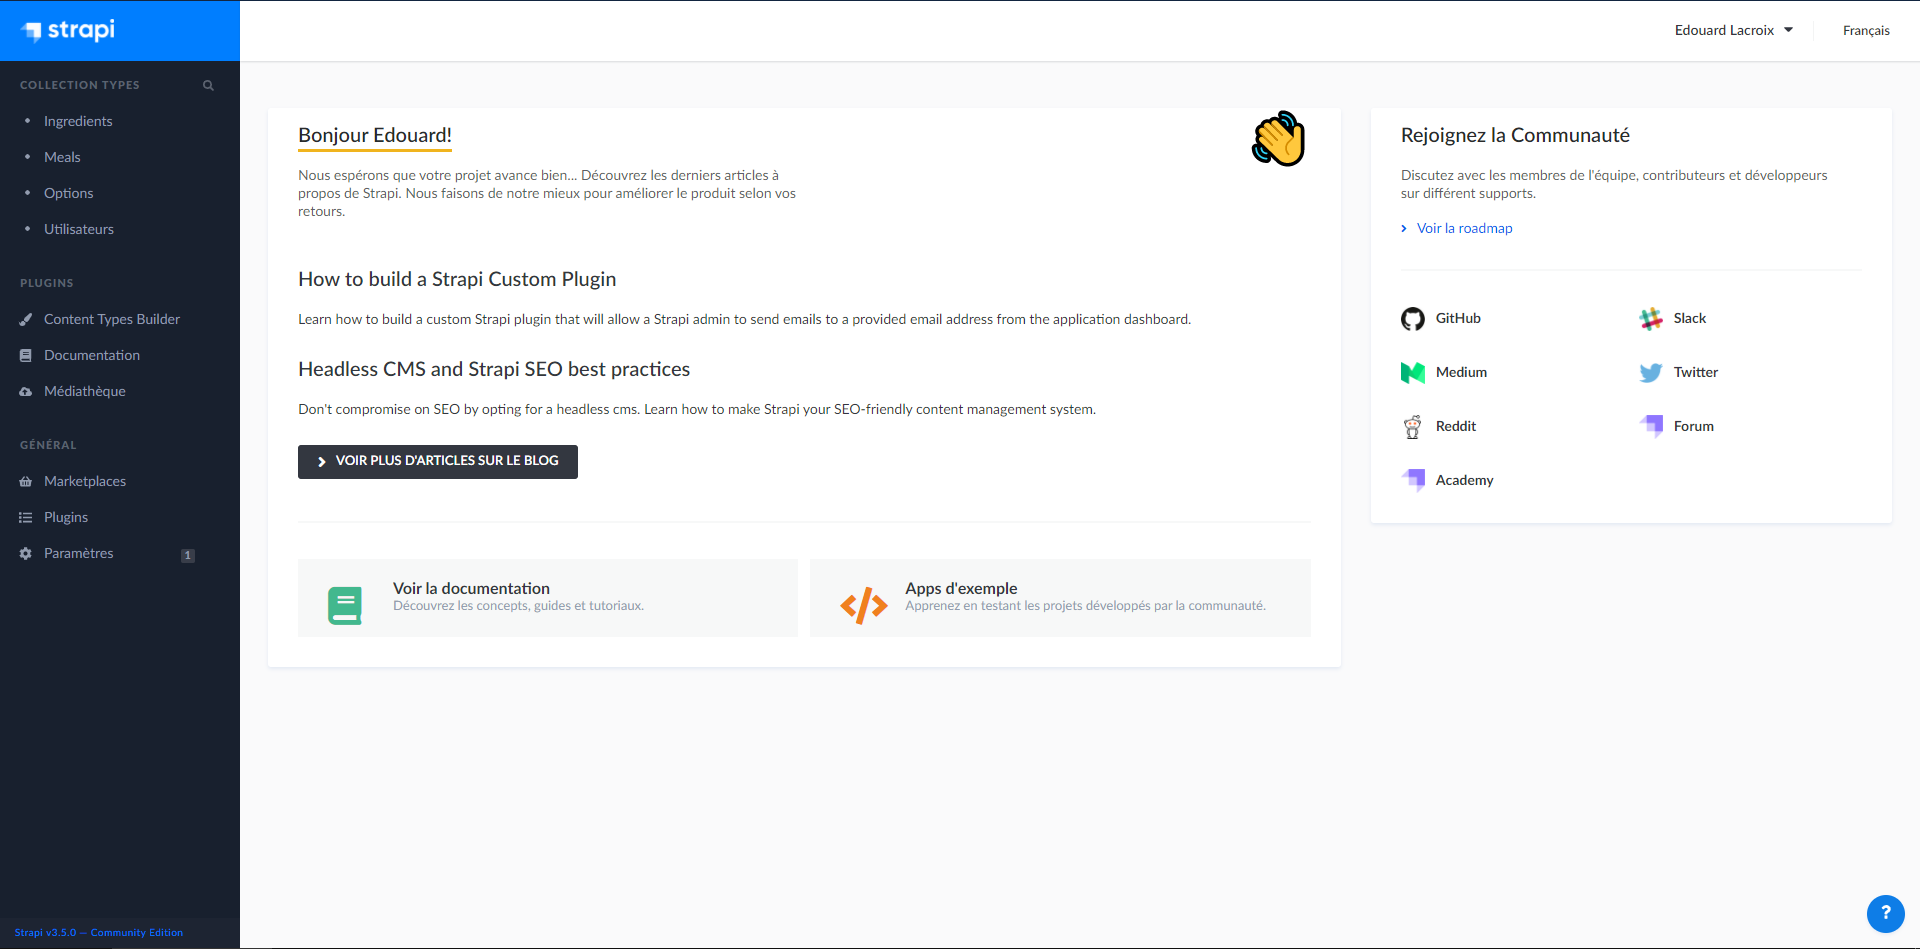 strapi
COLLECTION TYPES
Ingredients
Meals
Options
Utilisateurs
PLUGINS
Content Types Builder
Documentation
Médiathèque
GÉNÉRAL
Marketplaces
Plugins
Paramètres
1
Strapi v3.5.0 — Community Edition
Edouard Lacroix
Français
Bonjour Edouard!
Nous espérons que votre projet avance bien... Découvrez les derniers articles à
propos de Strapi. Nous faisons de notre mieux pour améliorer le produit selon vos
retours.
How to build a Strapi Custom Plugin
Learn how to build a custom Strapi plugin that will allow a Strapi admin to send emails to a provided email address from the application dashboard.
Headless CMS and Strapi SEO best practices
Don't compromise on SEO by opting for a headless cms. Learn how to make Strapi your SEO-friendly content management system.
VOIR PLUS D'ARTICLES SUR LE BLOG
Voir la documentation
Découvrez les concepts, guides et tutoriaux.
Apps d'exemple
Apprenez en testant les projets développés par la communauté.
Rejoignez la Communauté
Discutez avec les membres de l'équipe, contributeurs et développeurs
sur différent supports.
Voir la roadmap
GitHub
Slack
Medium
Twitter
Reddit
Forum
Academy
?